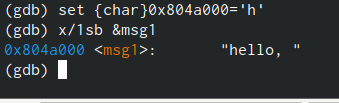 (gdb) set {char}0x804a000='h'
(gdb) x/1sb &msg1
0x804a000 <msg1>:       "hello, "
(gdb)